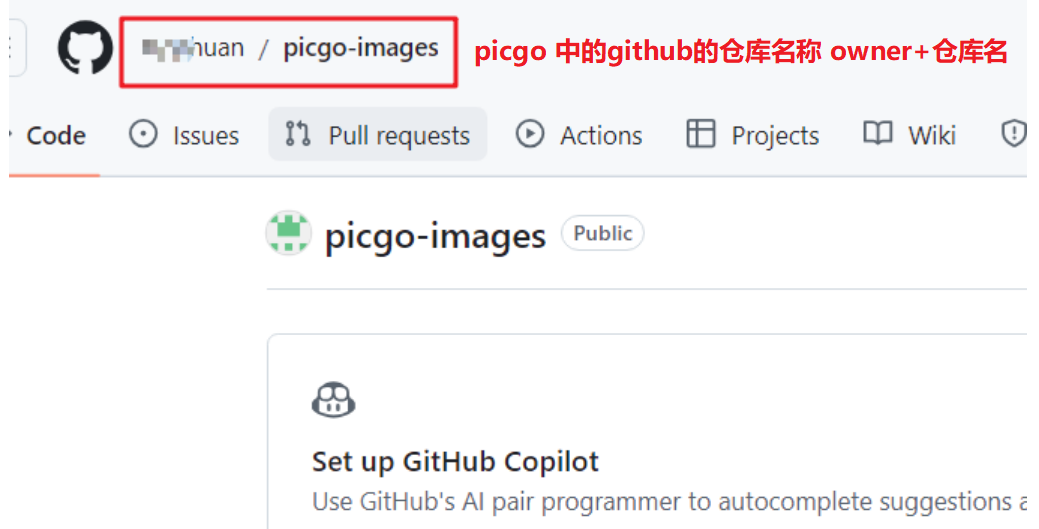 huan / picgo-images picgo 中的github的仓库名称 owner+仓库名
Code Issues Pull requests Actions Projects Wiki
picgo-images Public
Set up GitHub Copilot
Use GitHub's AI pair programmer to autocomplete suggestions a